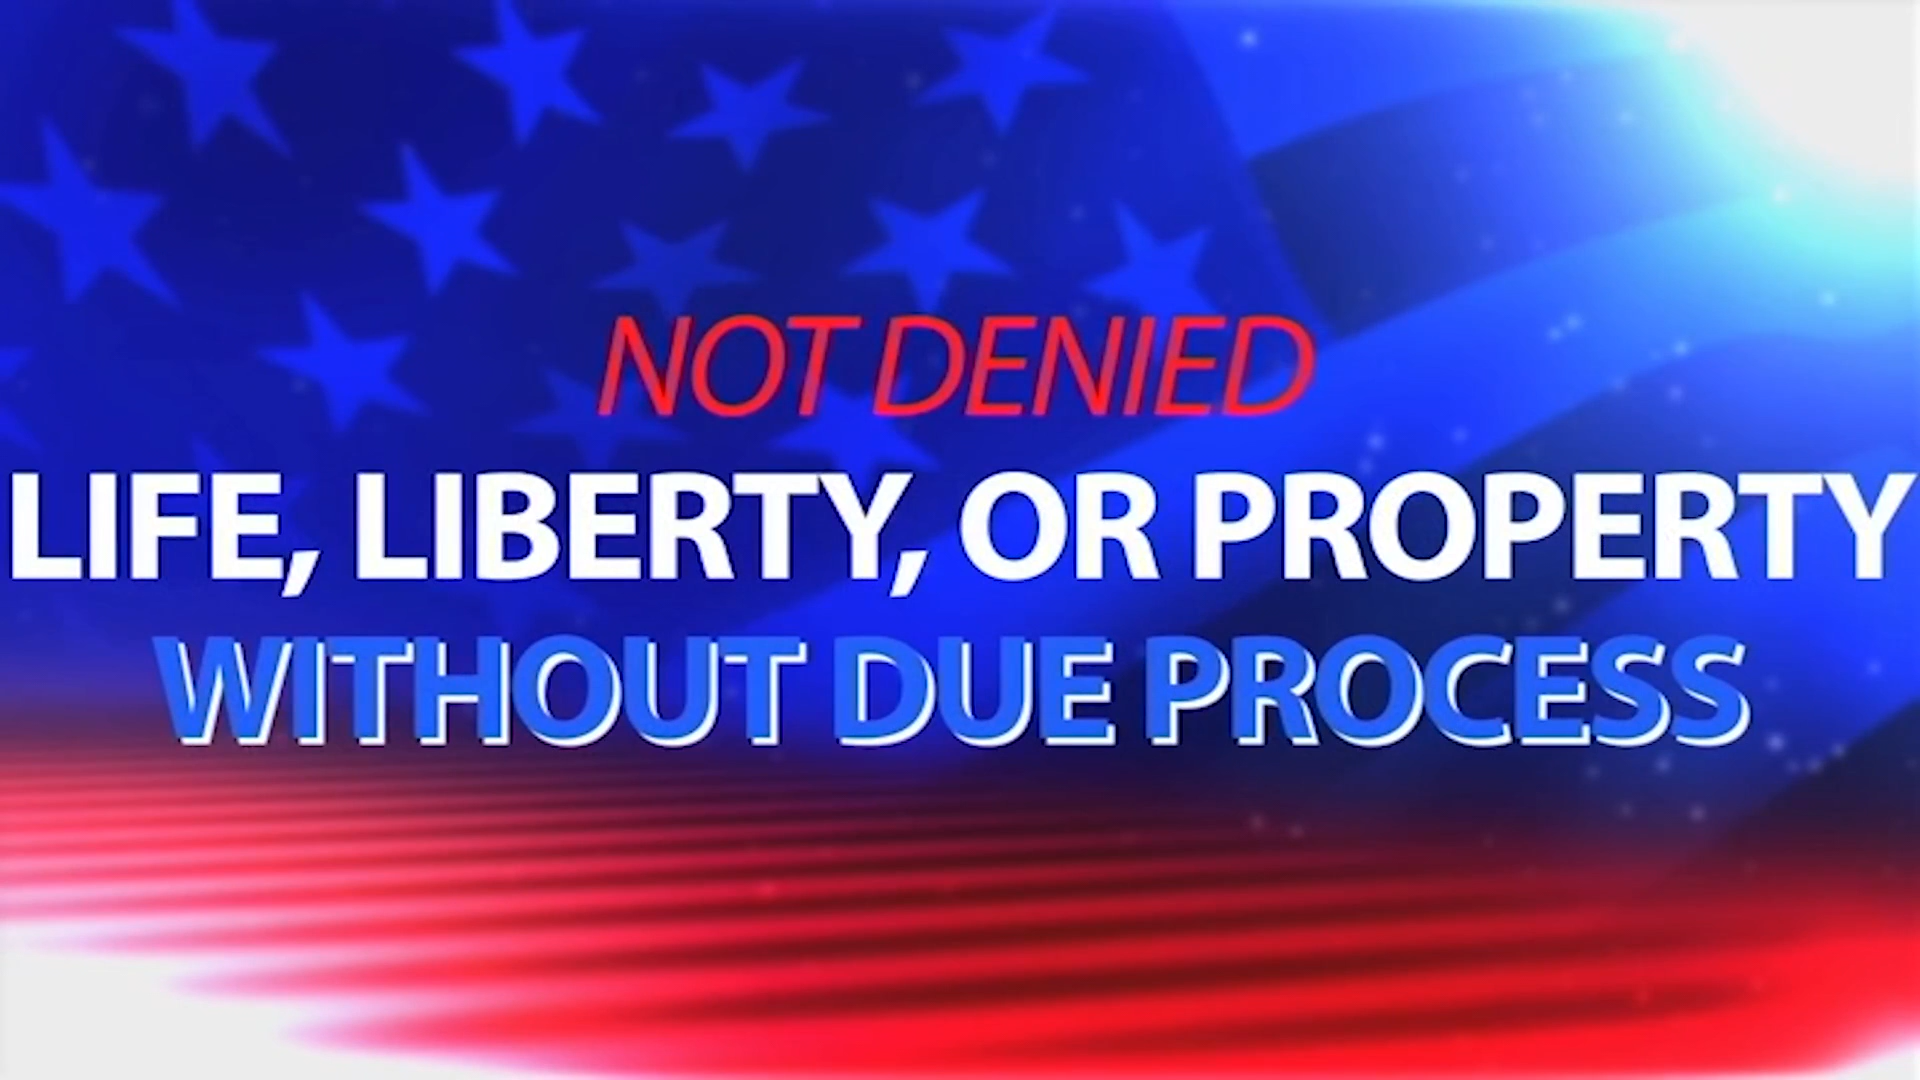 NOT DENIED
LIFE, LIBERTY, OR PROPERTY
WITHOUT DUE PROCESS